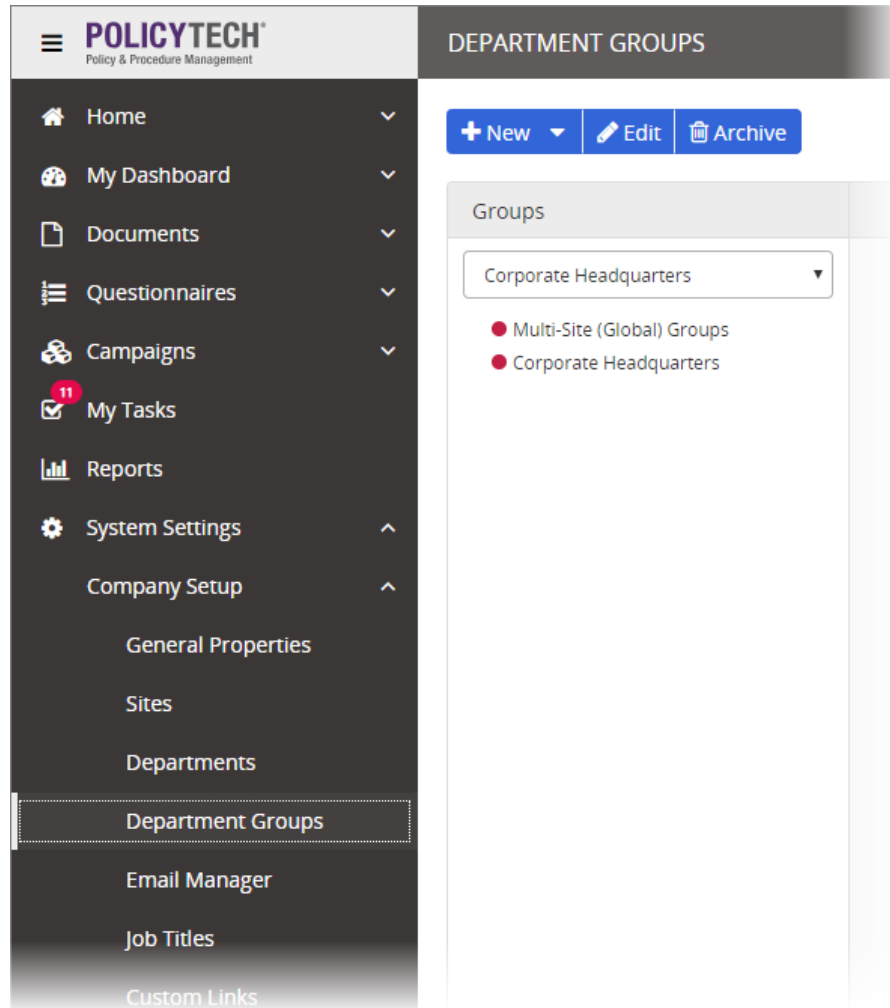 POLICYTECH®
Policy & Procedure Management
DEPARTMENT GROUPS
Home
My Dashboard
Documents
Questionnaires
Campaigns
11
My Tasks
Reports
System Settings
Company Setup
General Properties
Sites
Departments
Department Groups
Email Manager
Job Titles
Custom Links
New
Edit
Archive
Groups
Corporate Headquarters
Multi-Site (Global) Groups
Corporate Headquarters